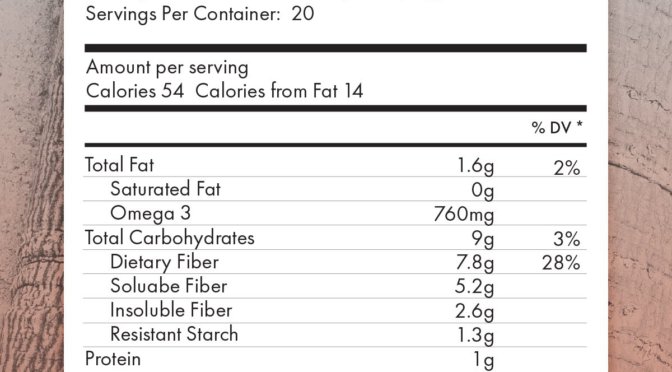 Servings Per Container: 20
Amount per serving
Calories 54 Calories from Fat 14
% DV *
Total Fat 1.6g 2%
Saturated Fat 0g
Omega 3 760mg
Total Carbohydrates 9g 3%
Dietary Fiber 7.8g 28%
Soluabe Fiber 5.2g
Insoluble Fiber 2.6g
Resistant Starch 1.3g
Protein 1g